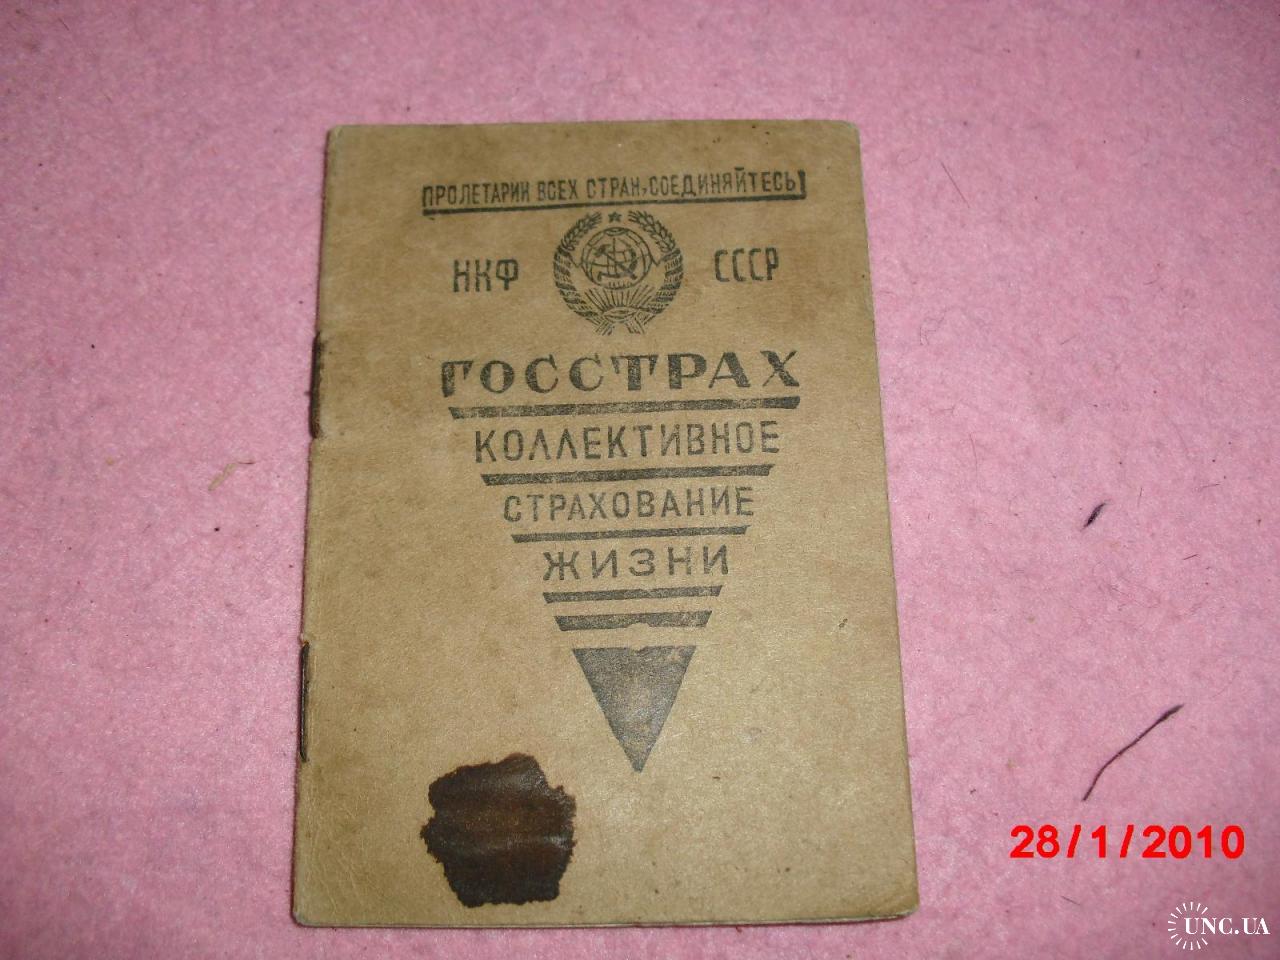 ПРОЛЕТАРИИ ВСЕХ СТРАН, СОЕДИНЯЙТЕСЬ!
НКФ СССР
ГОССТРАХ
КОЛЛЕКТИВНОЕ
СТРАХОВАНИЕ
ЖИЗНИ
28/1/2010
UNC.UA